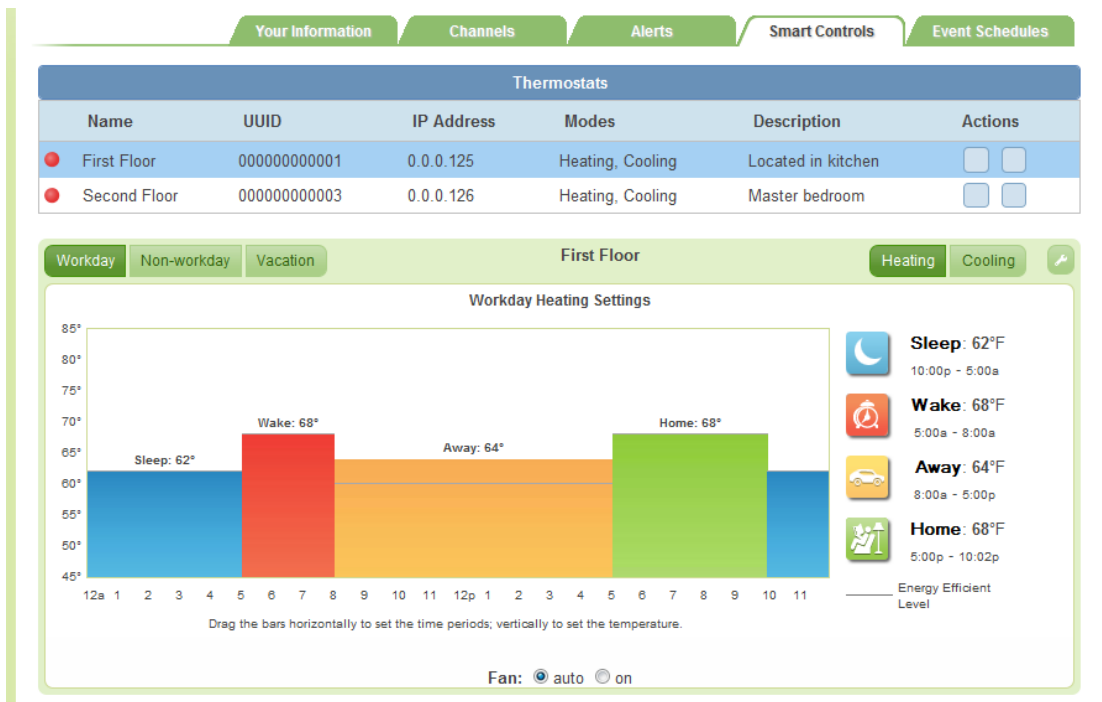 Your Information Channels Alerts Smart Controls Event Schedules
Thermostats
Name UUID IP Address Modes Description Actions
First Floor 000000000001 0.0.0.125 Heating, Cooling Located in kitchen
Second Floor 000000000003 0.0.0.126 Heating, Cooling Master bedroom
Workday Non-workday Vacation First Floor Heating Cooling
Workday Heating Settings
85°
80°
75°
70°
65°
60°
55°
50°
45°
Sleep: 62°
Wake: 68°
Away: 64°
Home: 68°
12a 1 2 3 4 5 6 7 8 9 10 11 12p 1 2 3 4 5 6 7 8 9 10 11
Drag the bars horizontally to set the time periods; vertically to set the temperature.
Sleep: 62°F
10:00p - 5:00a
Wake: 68°F
5:00a - 8:00a
Away: 64°F
8:00a - 5:00p
Home: 68°F
5:00p - 10:02p
Energy Efficient
Level
Fan: auto on